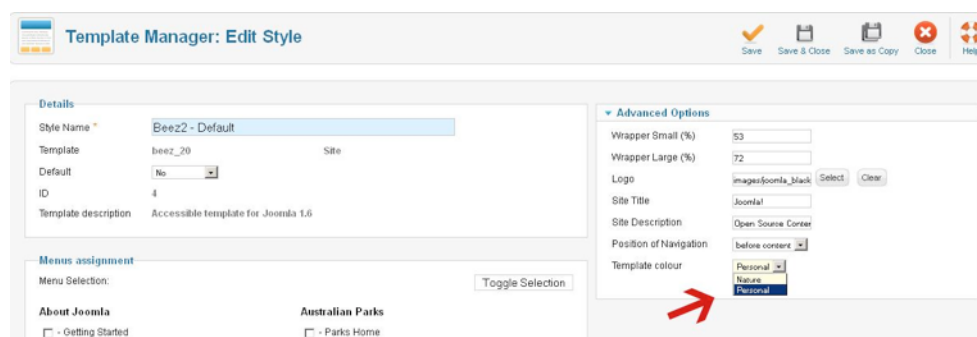 Template Manager: Edit Style
Save
Save & Close
Save as Copy
Close
Help
Details
Style Name *
Beez2 - Default
Template
beez_20
Site
Default
No
ID
4
Template description
Accessible template for Joomla 1.6
Menus assignment
Menu Selection:
Toggle Selection
About Joomla
Australian Parks
- Getting Started
- Parks Home
Advanced Options
Wrapper Small (%)
53
Wrapper Large (%)
72
Logo
images/joomla_black
Select
Clear
Site Title
Joomla!
Site Description
Open Source Conter
Position of Navigation
before content
Template colour
Personal
Nature
Personal